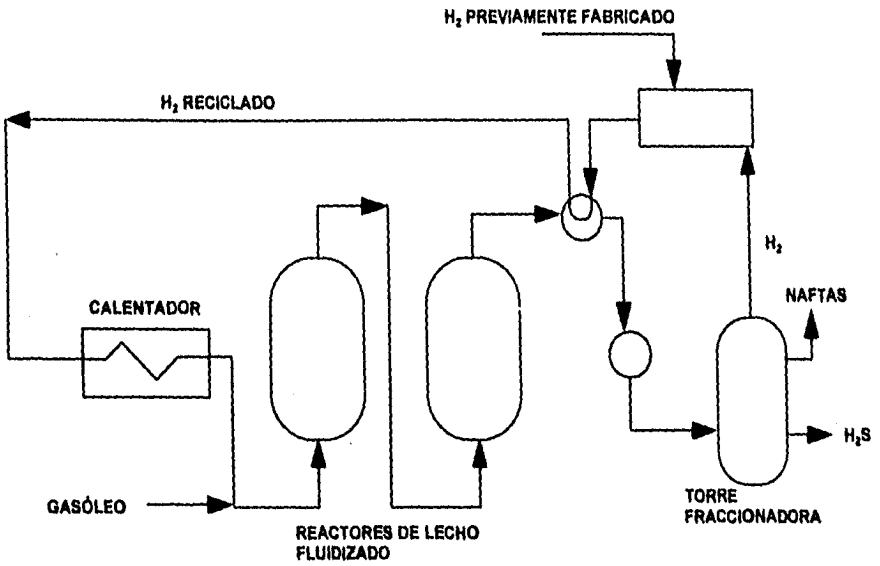 H₂ PREVIAMENTE FABRICADO
H₂ RECICLADO
H₂
NAFTAS
CALENTADOR
H₂S
GASÓLEO
TORRE
FRACCIONADORA
REACTORES DE LECHO
FLUIDIZADO